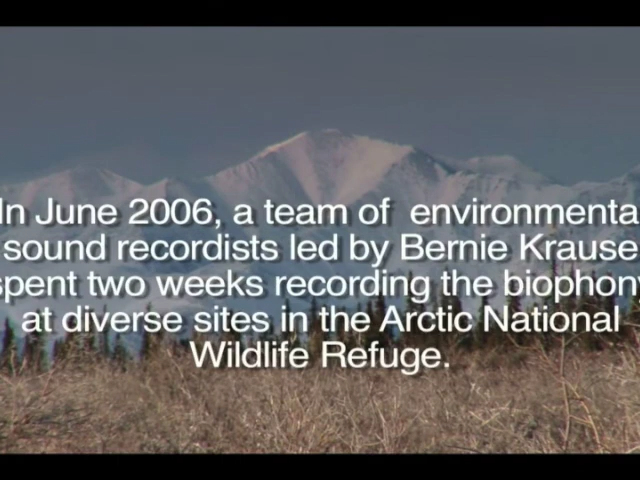 In June 2006, a team of environmenta
sound recordists led by Bernie Krause
spent two weeks recording the biophony
at diverse sites in the Arctic National
Wildlife Refuge.